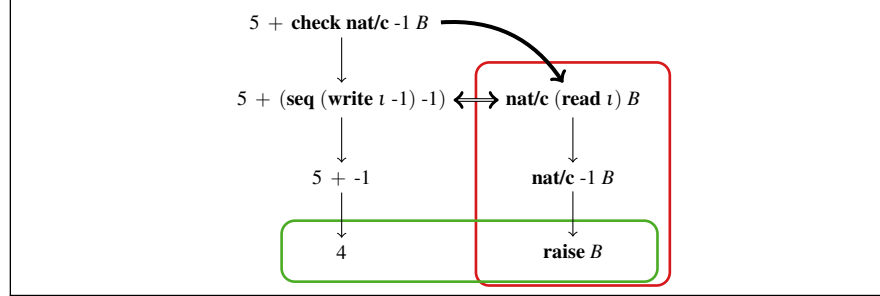 5 + check nat/c -1 B
5 + (seq (write ι -1) -1) nat/c (read ι) B
5 + -1 nat/c -1 B
4 raise B